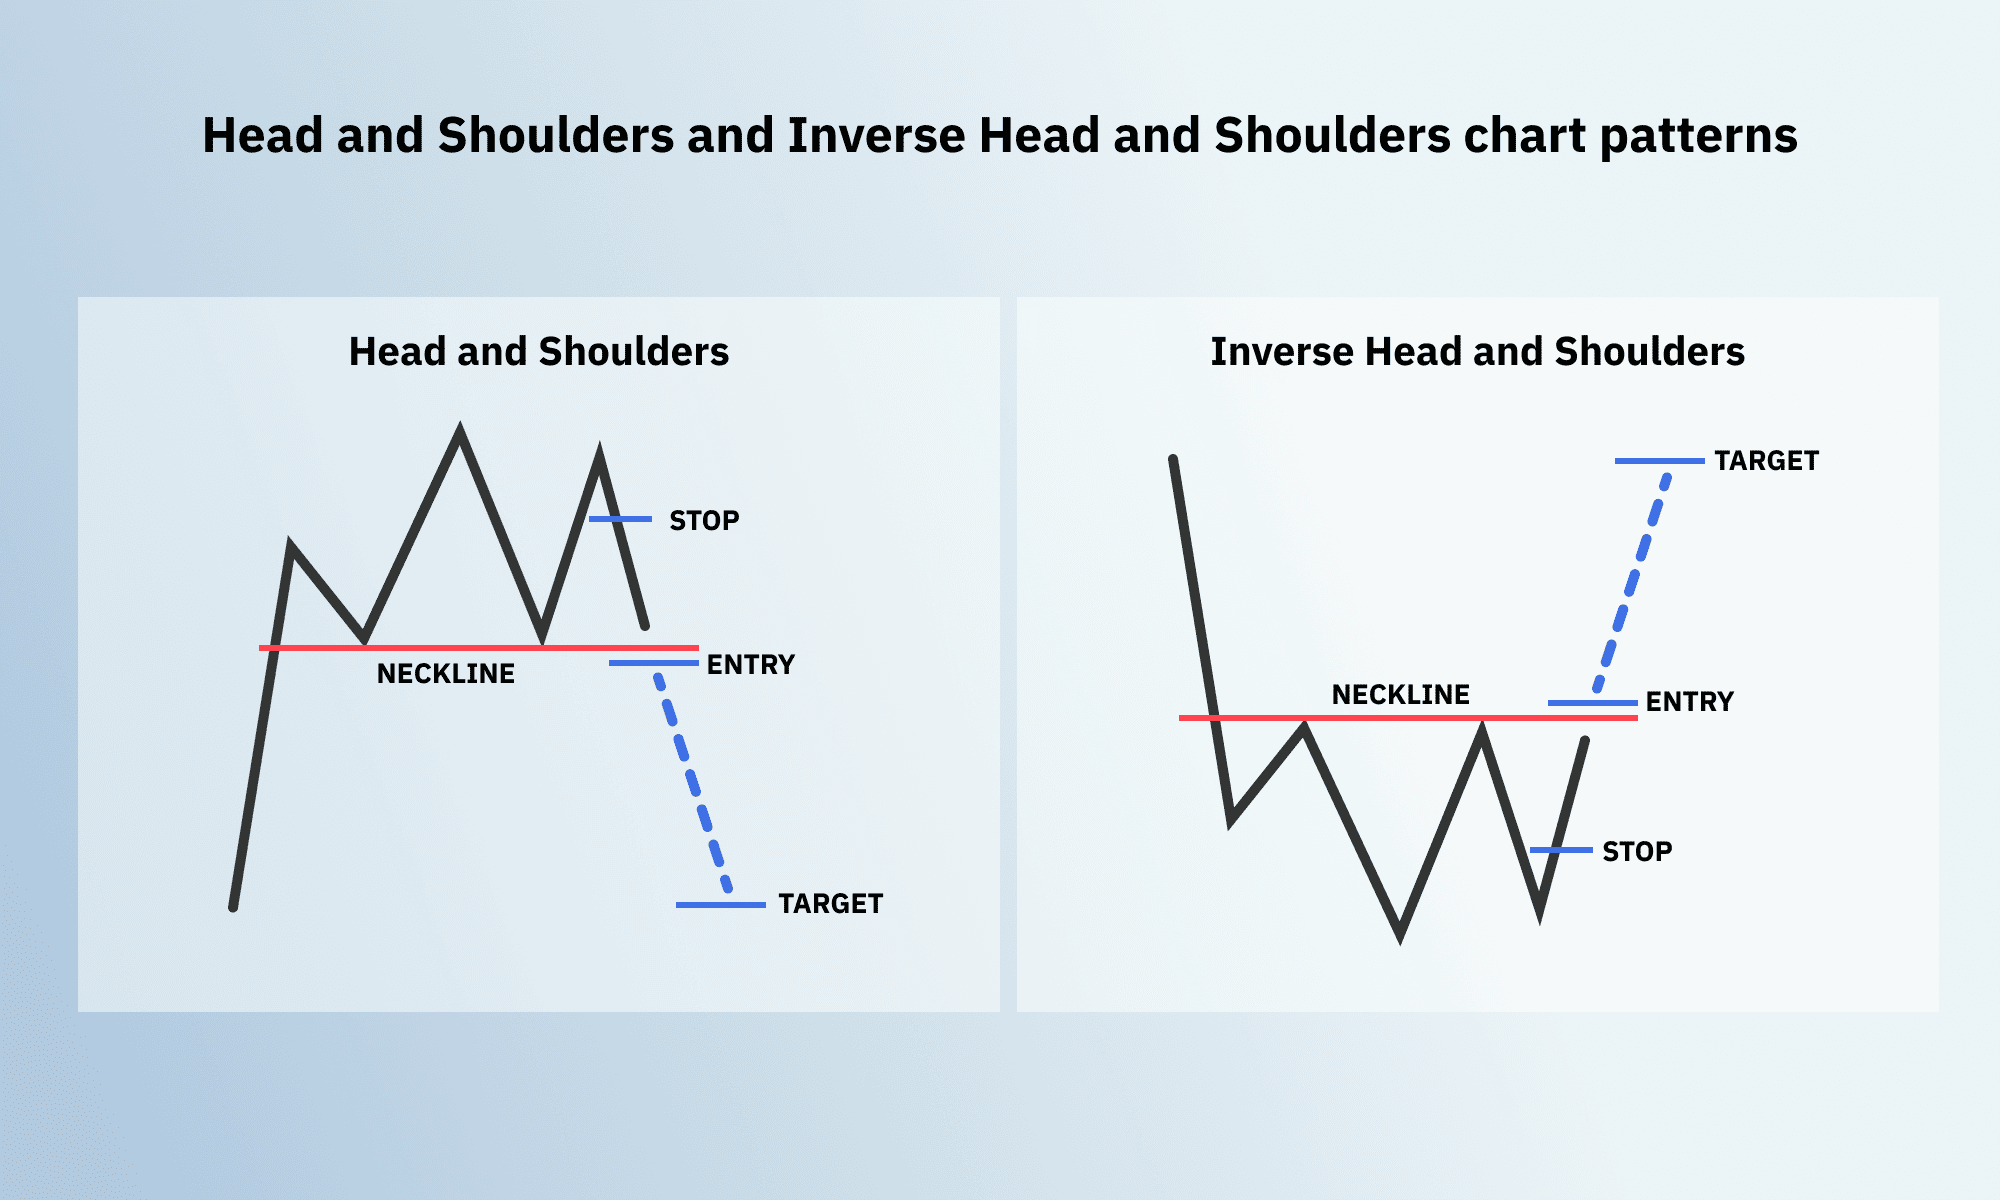 Head and Shoulders and Inverse Head and Shoulders chart patterns
Head and Shoulders
STOP
NECKLINE
ENTRY
TARGET
Inverse Head and Shoulders
TARGET
NECKLINE
ENTRY
STOP